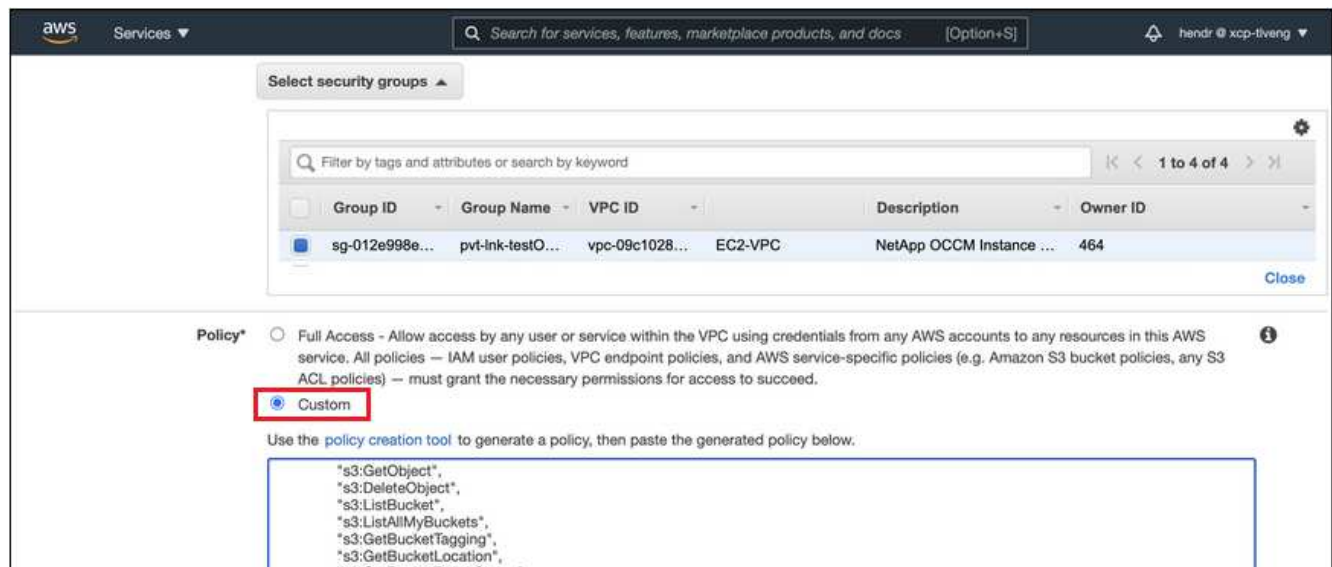 aws Services ▼ Search for services, features, marketplace products, and docs [Option+S] hendr @ xcp-tlveng ▼
Select security groups ▲
Filter by tags and attributes or search by keyword |< < 1 to 4 of 4 > >|
Group ID Group Name VPC ID Description Owner ID
sg-012e998e... pvt-lnk-testO... vpc-09c1028... EC2-VPC NetApp OCCM Instance ... 464
Close
Policy* Full Access - Allow access by any user or service within the VPC using credentials from any AWS accounts to any resources in this AWS
service. All policies — IAM user policies, VPC endpoint policies, and AWS service-specific policies (e.g. Amazon S3 bucket policies, any S3
ACL policies) — must grant the necessary permissions for access to succeed.
Custom
Use the policy creation tool to generate a policy, then paste the generated policy below.
"s3:GetObject",
"s3:DeleteObject",
"s3:ListBucket",
"s3:ListAllMyBuckets",
"s3:GetBucketTagging",
"s3:GetBucketLocation",